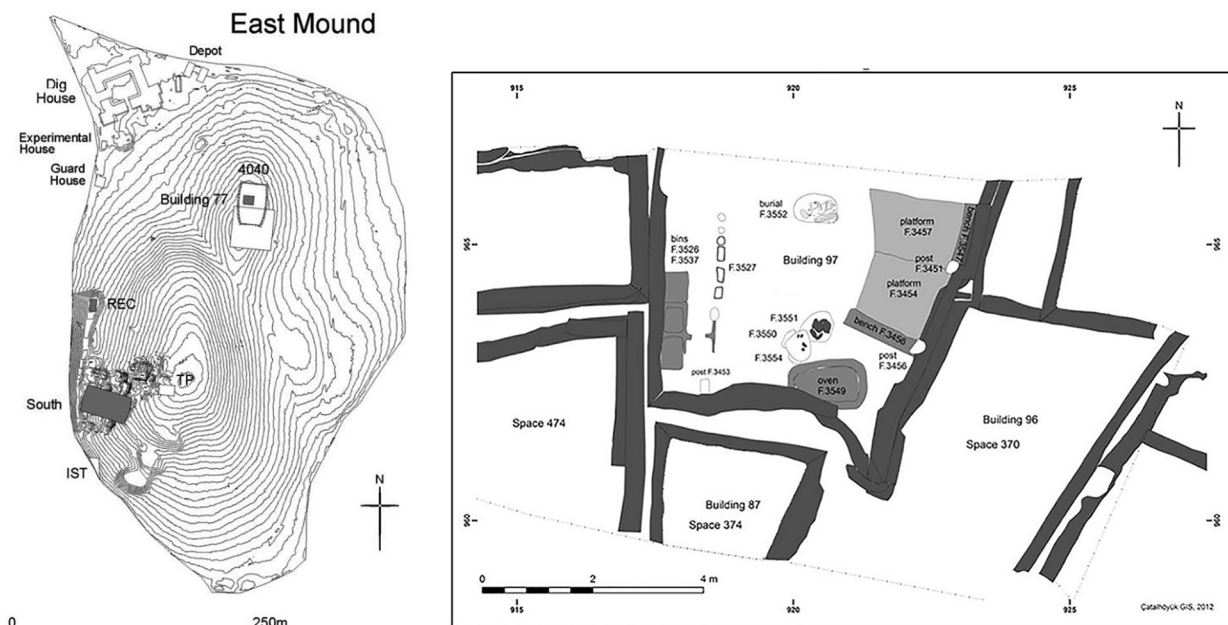 East Mound
Depot
Dig
House
Experimental
House
Guard
House
4040
Building 77
REC
TP
South
IST
N
0
250m
915
920
925
N
burial
F.3552
platform
F.3457
bench F.3547
bins
F.3526
F.3537
F.3527
Building 97
post
F.3451
965
965
platform
F.3454
F.3551
bench F.3456
F.3550
F.3554
post
F.3456
post F.3453
oven
F.3549
Space 474
Building 96
Space 370
Building 87
Space 374
960
960
0
2
4 m
915
920
925
Çatalhöyük GIS, 2012